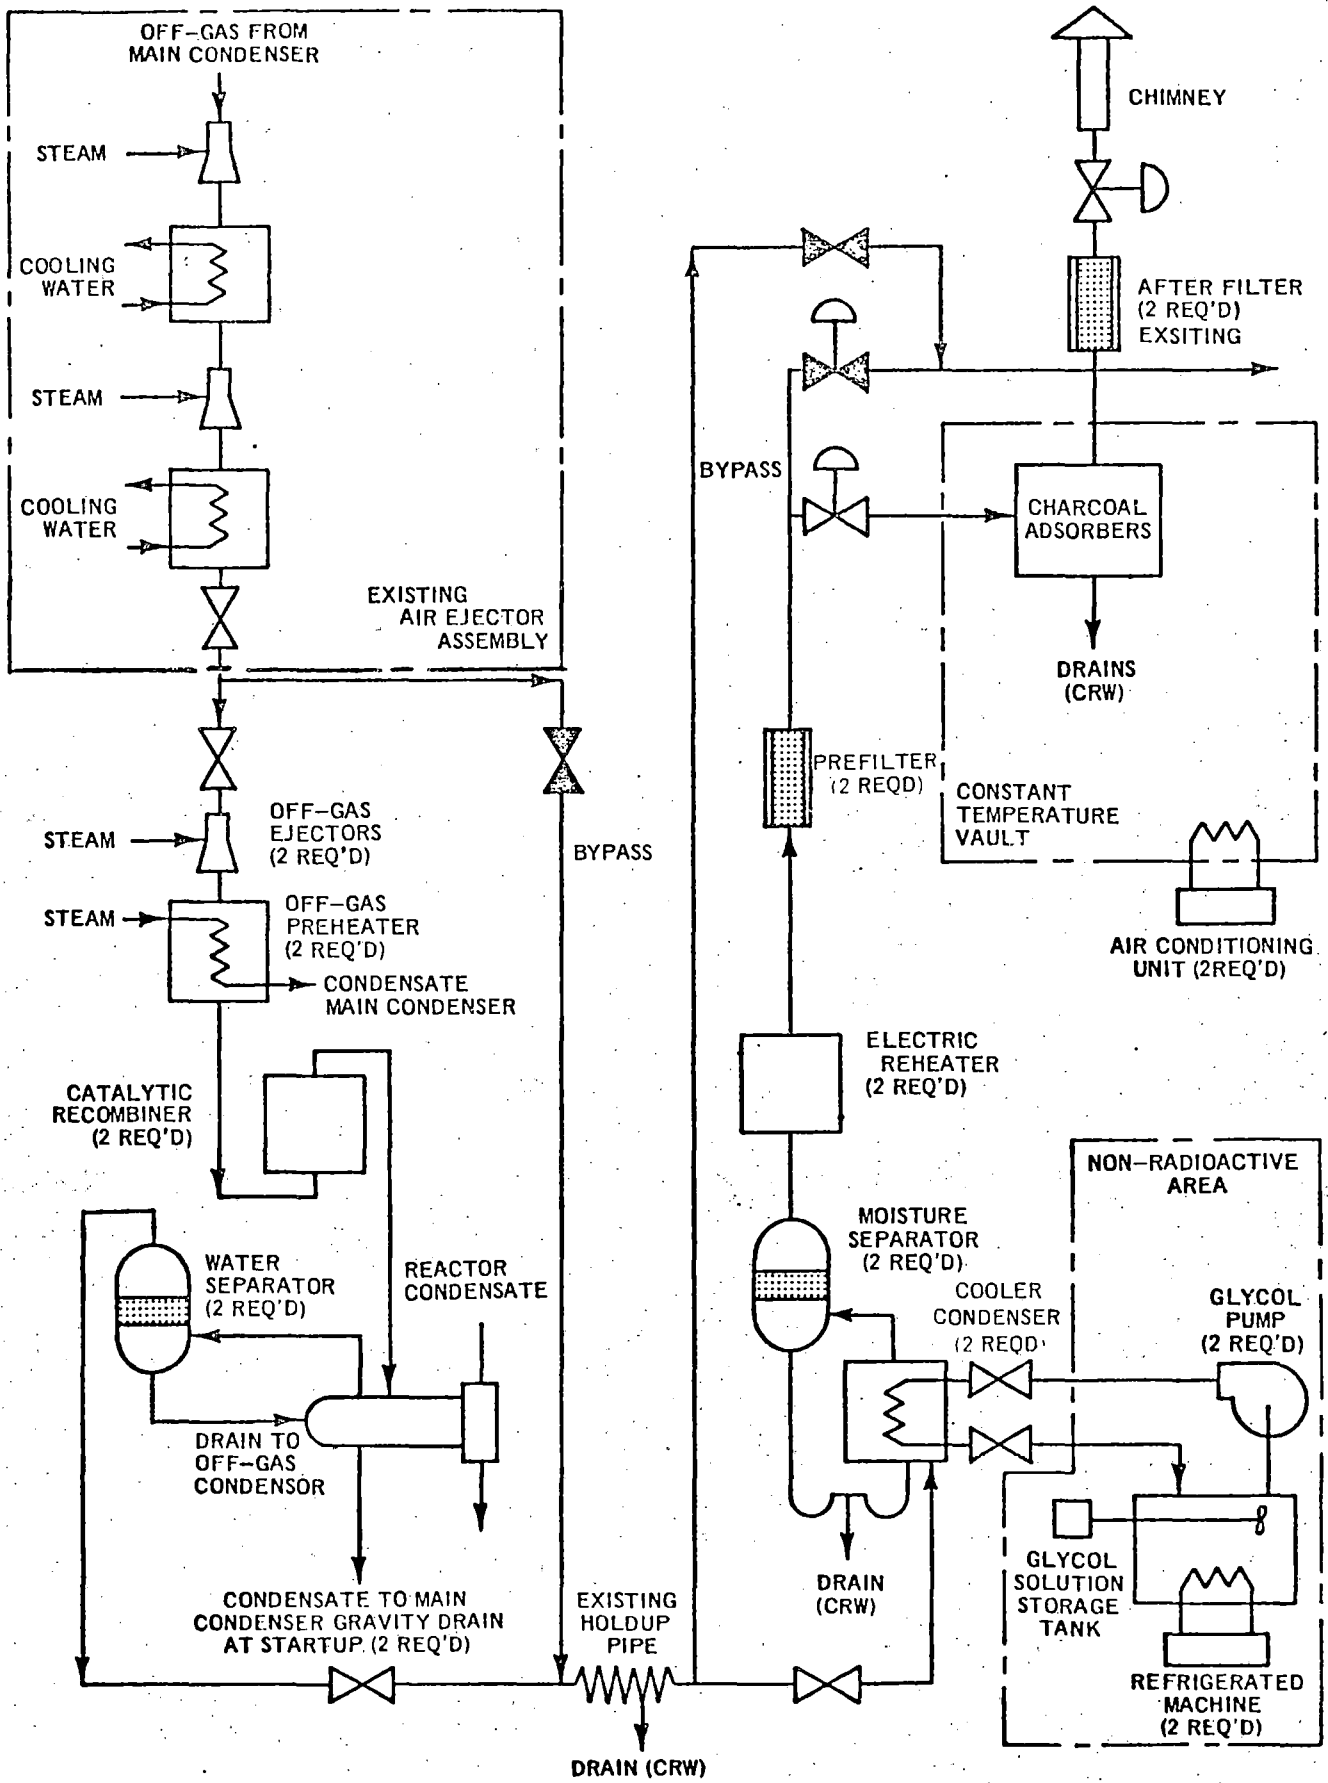 OFF-GAS FROM
MAIN CONDENSER
STEAM
COOLING
WATER
STEAM
COOLING
WATER
EXISTING
AIR EJECTOR
ASSEMBLY
STEAM
OFF-GAS
EJECTORS
(2 REQ'D)
BYPASS
STEAM
OFF-GAS
PREHEATER
(2 REQ'D)
CONDENSATE
MAIN CONDENSER
CATALYTIC
RECOMBINER
(2 REQ'D)
WATER
SEPARATOR
(2 REQ'D)
REACTOR
CONDENSATE
DRAIN TO
OFF-GAS
CONDENSOR
CONDENSATE TO MAIN
CONDENSER GRAVITY DRAIN
AT STARTUP (2 REQ'D)
EXISTING
HOLDUP
PIPE
DRAIN (CRW)
CHIMNEY
AFTER FILTER
(2 REQ'D)
EXSITING
BYPASS
CHARCOAL
ADSORBERS
DRAINS
(CRW)
PREFILTER
(2 REQD)
CONSTANT
TEMPERATURE
VAULT
AIR CONDITIONING
UNIT (2REQ'D)
ELECTRIC
REHEATER
(2 REQ'D)
NON-RADIOACTIVE
AREA
MOISTURE
SEPARATOR
(2 REQ'D)
COOLER
CONDENSER
(2 REQD)
GLYCOL
PUMP
(2 REQ'D)
DRAIN
(CRW)
GLYCOL
SOLUTION
STORAGE
TANK
REFRIGERATED
MACHINE
(2 REQ'D)